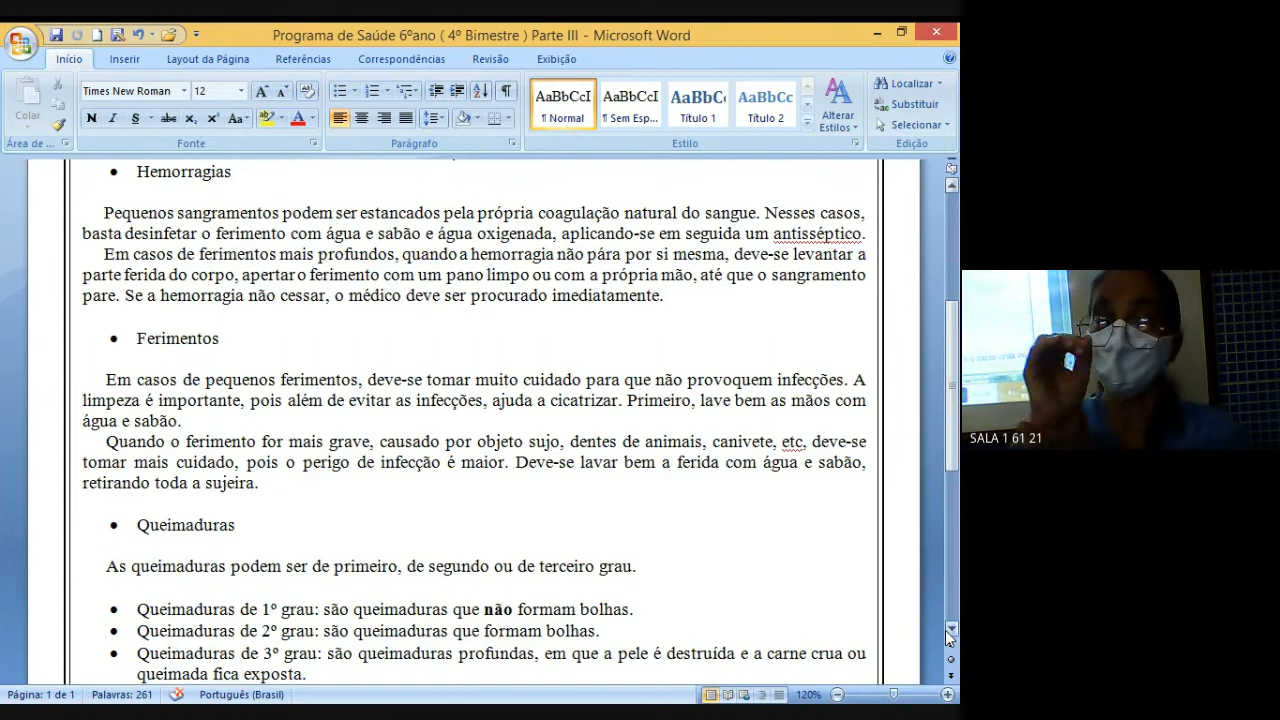 Programa de Saúde 6ºano ( 4º Bimestre ) Parte III - Microsoft Word
Início Inserir Layout da Página Referências Correspondências Revisão Exibição
Times New Roman 12
Localizar
Substituir
Selecionar
Colar
N I S abc x₂ x² Aa A
AaBbCcI AaBbCcI AaBbC AaBbCc
¶ Normal ¶ Sem Esp... Título 1 Título 2
Alterar
Estilos
Área de ... Fonte Parágrafo Estilo Edição
• Hemorragias
Pequenos sangramentos podem ser estancados pela própria coagulação natural do sangue. Nesses casos,
basta desinfetar o ferimento com água e sabão e água oxigenada, aplicando-se em seguida um antisséptico.
Em casos de ferimentos mais profundos, quando a hemorragia não pára por si mesma, deve-se levantar a
parte ferida do corpo, apertar o ferimento com um pano limpo ou com a própria mão, até que o sangramento
pare. Se a hemorragia não cessar, o médico deve ser procurado imediatamente.
• Ferimentos
Em casos de pequenos ferimentos, deve-se tomar muito cuidado para que não provoquem infecções. A
limpeza é importante, pois além de evitar as infecções, ajuda a cicatrizar. Primeiro, lave bem as mãos com
água e sabão.
Quando o ferimento for mais grave, causado por objeto sujo, dentes de animais, canivete, etc, deve-se
tomar mais cuidado, pois o perigo de infecção é maior. Deve-se lavar bem a ferida com água e sabão,
retirando toda a sujeira.
• Queimaduras
As queimaduras podem ser de primeiro, de segundo ou de terceiro grau.
• Queimaduras de 1º grau: são queimaduras que não formam bolhas.
• Queimaduras de 2º grau: são queimaduras que formam bolhas.
• Queimaduras de 3º grau: são queimaduras profundas, em que a pele é destruída e a carne crua ou
queimada fica exposta.
Página: 1 de 1 Palavras: 261 Português (Brasil) 120%
SALA 1 61 21